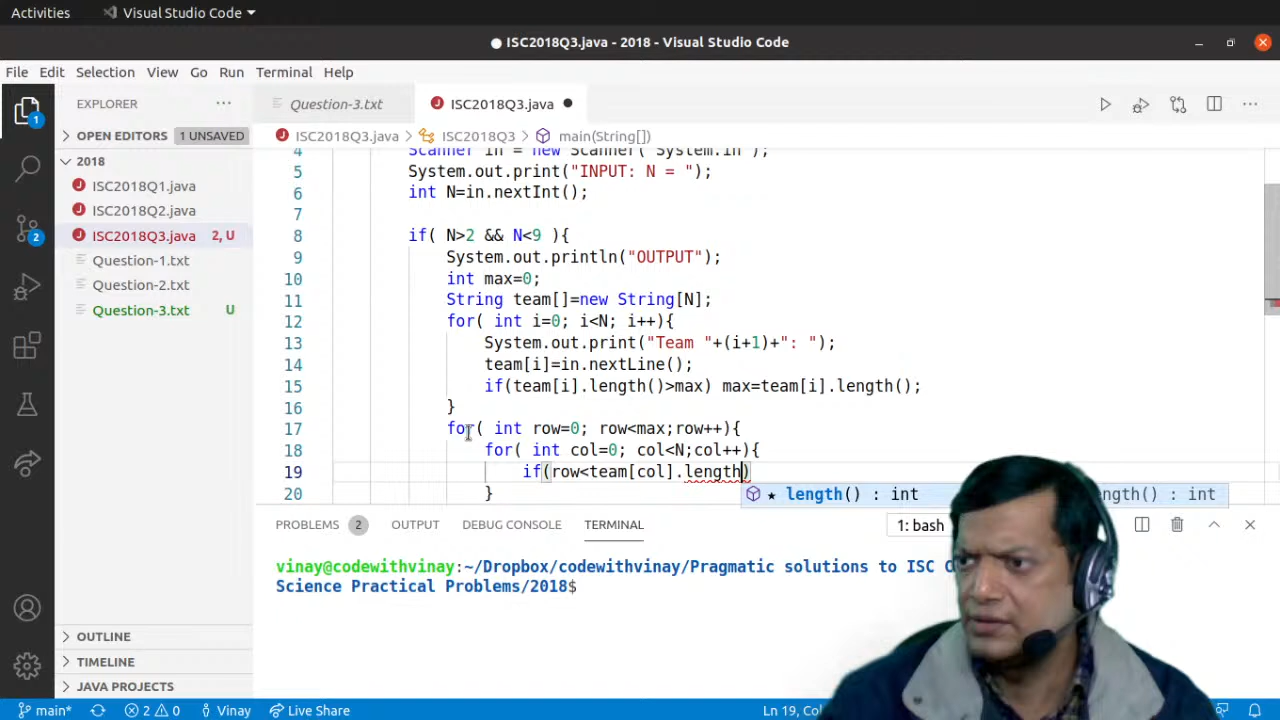 Activities
Visual Studio Code
ISC2018Q3.java - 2018 - Visual Studio Code
File Edit Selection View Go Run Terminal Help
EXPLORER ···
Question-3.txt
ISC2018Q3.java
OPEN EDITORS 1 UNSAVED
ISC2018Q3.java > ISC2018Q3 > main(String[])
2018
ISC2018Q1.java
ISC2018Q2.java
ISC2018Q3.java 2, U
Question-1.txt
Question-2.txt
Question-3.txt U
4 Scanner in = new Scanner( System.in );
5 System.out.print("INPUT: N = ");
6 int N=in.nextInt();
7
8 if( N>2 && N<9 ){
9 System.out.println("OUTPUT");
10 int max=0;
11 String team[]=new String[N];
12 for( int i=0; i<N; i++){
13 System.out.print("Team "+(i+1)+": ");
14 team[i]=in.nextLine();
15 if(team[i].length()>max) max=team[i].length();
16 }
17 for( int row=0; row<max;row++){
18 for( int col=0; col<N;col++){
19 if(row<team[col].length)
20 }
length() : int
ngth() : int
PROBLEMS 2 OUTPUT DEBUG CONSOLE TERMINAL
1: bash
vinay@codewithvinay:~/Dropbox/codewithvinay/Pragmatic solutions to ISC C
Science Practical Problems/2018$
OUTLINE
TIMELINE
JAVA PROJECTS
main* 2 0 Vinay Live Share
Ln 19, Co
1
2